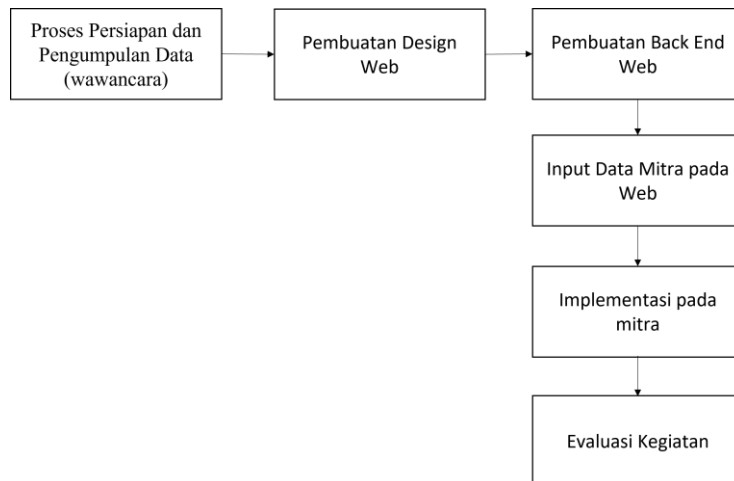 Proses Persiapan dan
Pengumpulan Data
(wawancara)
Pembuatan Design
Web
Pembuatan Back End
Web
Input Data Mitra pada
Web
Implementasi pada
mitra
Evaluasi Kegiatan